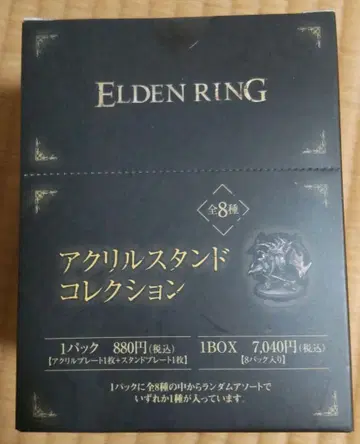 ELDEN RING
全8種
アクリルスタンド
コレクション
1パック 880円(税込)
【アクリルプレート1枚+スタンドプレート1枚】
1BOX 7,040円(税込)
【8パック入り】
1パックに全8種の中からランダムアソートで
いずれか1種が入っています。